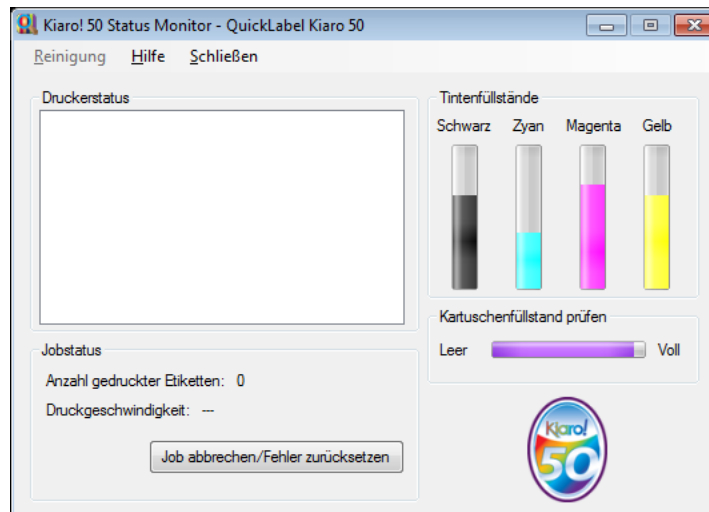 Kiaro! 50 Status Monitor - QuickLabel Kiaro 50
Reinigung Hilfe Schließen
Druckerstatus
Tintenfüllstände
Schwarz Zyan Magenta Gelb
Kartuschenfüllstand prüfen
Leer Voll
Jobstatus
Anzahl gedruckter Etiketten: 0
Druckgeschwindigkeit: ---
Job abbrechen/Fehler zurücksetzen
Kiaro!
50